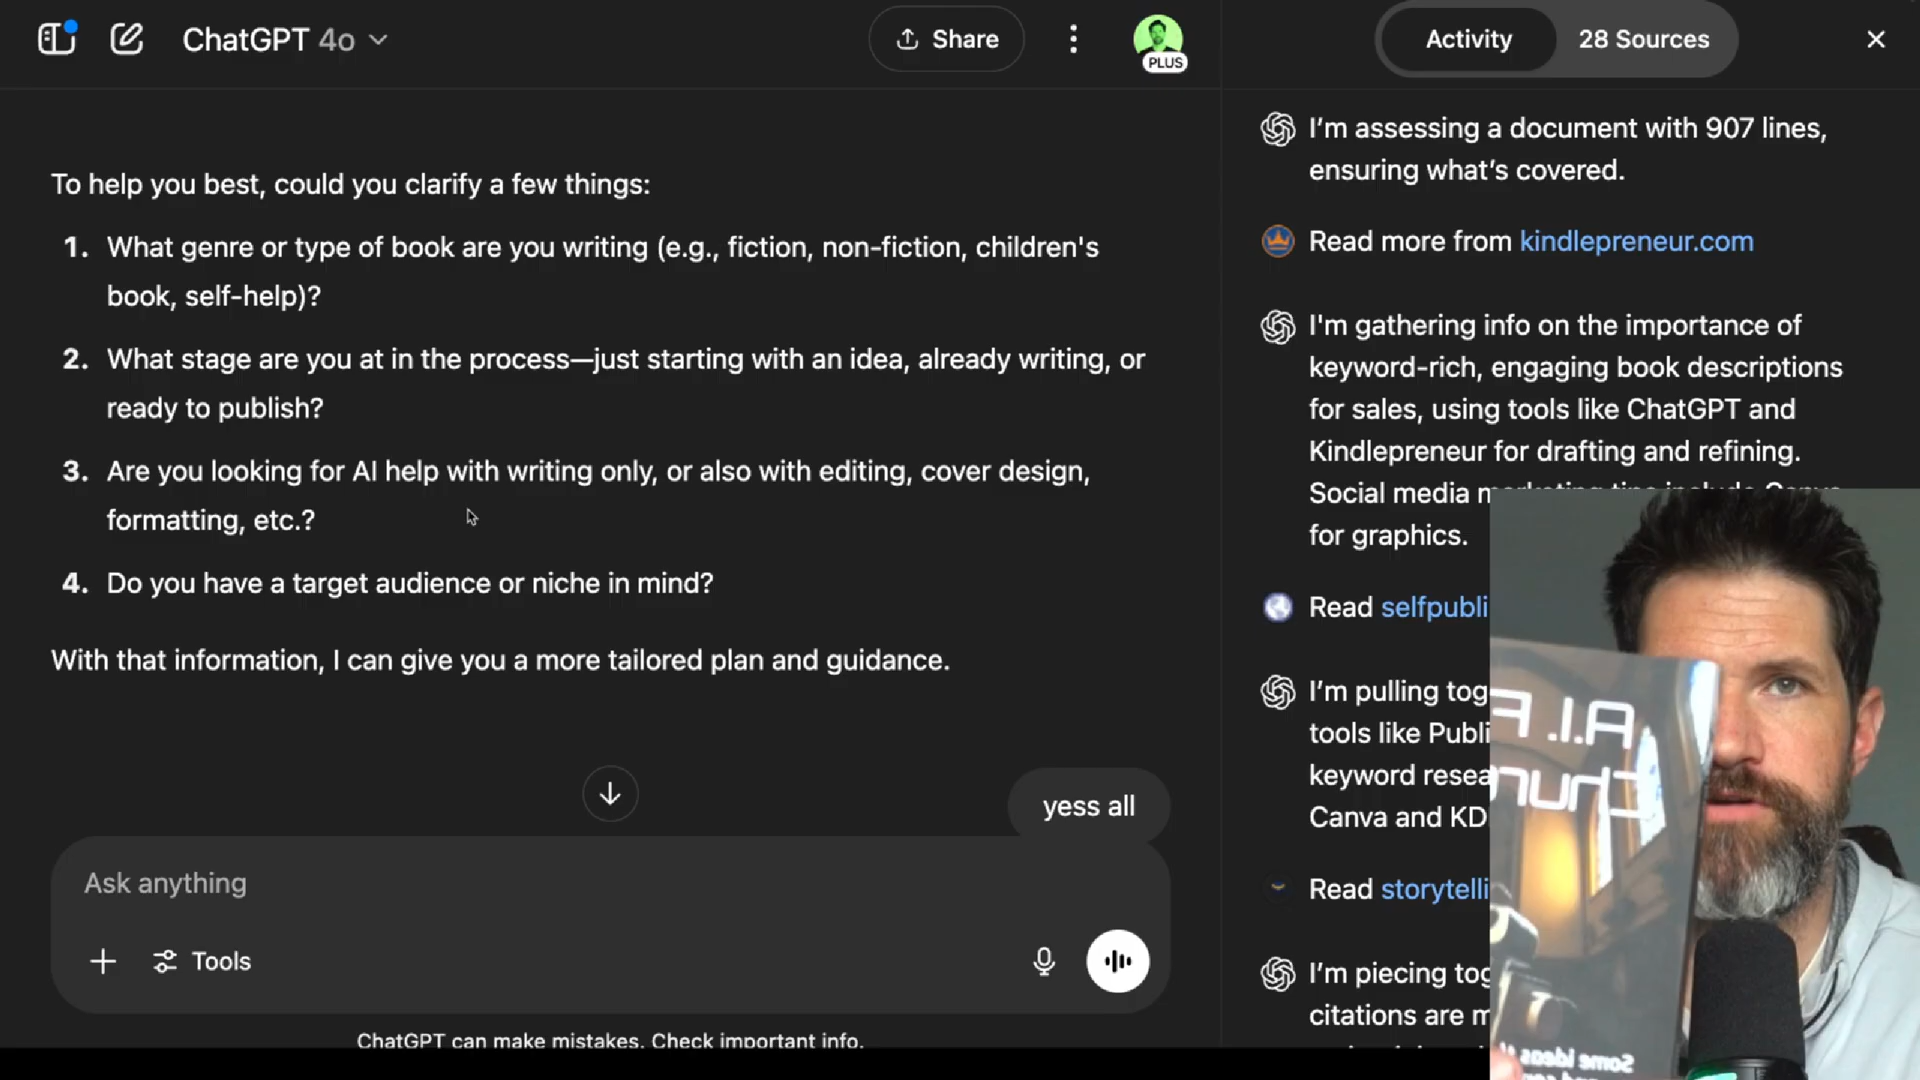 ChatGPT 4o
Share
PLUS
Activity
28 Sources
To help you best, could you clarify a few things:
1. What genre or type of book are you writing (e.g., fiction, non-fiction, children's
book, self-help)?
2. What stage are you at in the process—just starting with an idea, already writing, or
ready to publish?
3. Are you looking for AI help with writing only, or also with editing, cover design,
formatting, etc.?
4. Do you have a target audience or niche in mind?
With that information, I can give you a more tailored plan and guidance.
yess all
Ask anything
Tools
ChatGPT can make mistakes. Check important info.
I'm assessing a document with 907 lines,
ensuring what's covered.
Read more from kindlepreneur.com
I'm gathering info on the importance of
keyword-rich, engaging book descriptions
for sales, using tools like ChatGPT and
Kindlepreneur for drafting and refining.
Social media marketing tips include Canva
for graphics.
Read selfpubli
I'm pulling tog
tools like Publi
keyword resea
Canva and KD
Read storytelli
I'm piecing tog
citations are m
A.I. F
Chur
Some ideas